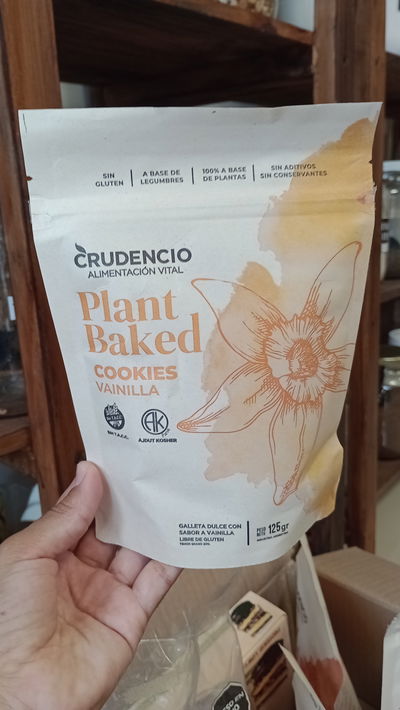 SIN
GLUTEN
A BASE DE
LEGUMBRES
100% A BASE
DE PLANTAS
SIN ADITIVOS
SIN CONSERVANTES
CRUDENCIO
ALIMENTACIÓN VITAL
Plant
Baked
COOKIES
VAINILLA
SIN T.A.C.C.
AK
AJDUT KOSHER
GALLETA DULCE CON
SABOR A VAINILLA
LIBRE DE GLUTEN
PESO
NETO
125gr